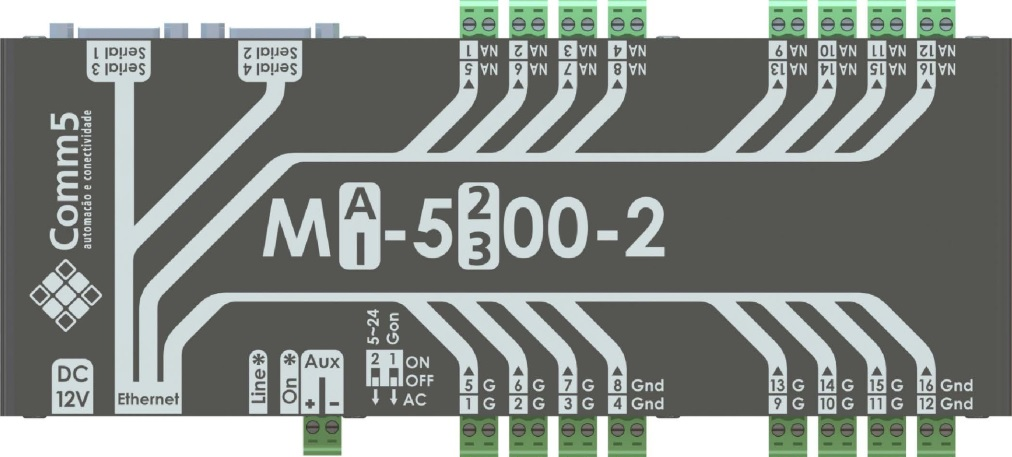 Serial 1
Serial 3
Serial 2
Serial 4
1 NA 2 NA 3 NA 4 NA 9 NA 10 NA 11 NA 12 NA
5 NA 6 NA 7 NA 8 NA 13 NA 14 NA 15 NA 16 NA
Comm5
automação e conectividade
M A I -5 2 3 00-2
DC
12V
Ethernet
Line*
On*
Aux
+ -
5~24
Gon
2 1 ON
OFF
AC
5 G 6 G 7 G 8 Gnd 13 G 14 G 15 G 16 Gnd
1 G 2 G 3 G 4 Gnd 9 G 10 G 11 G 12 Gnd